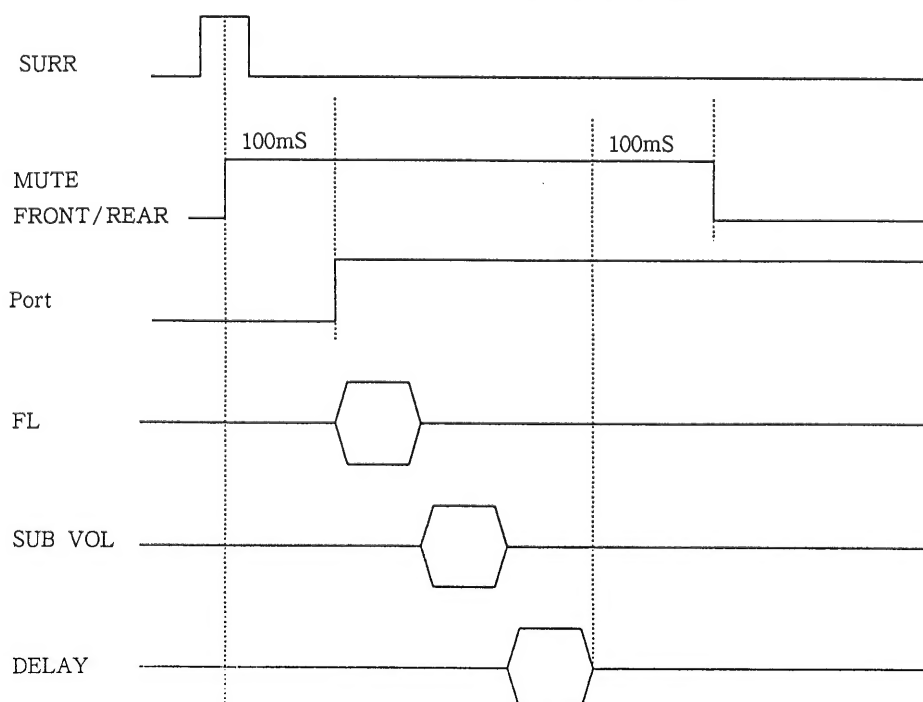 SURR
100mS
100mS
MUTE
FRONT/REAR
Port
FL
SUB VOL
DELAY